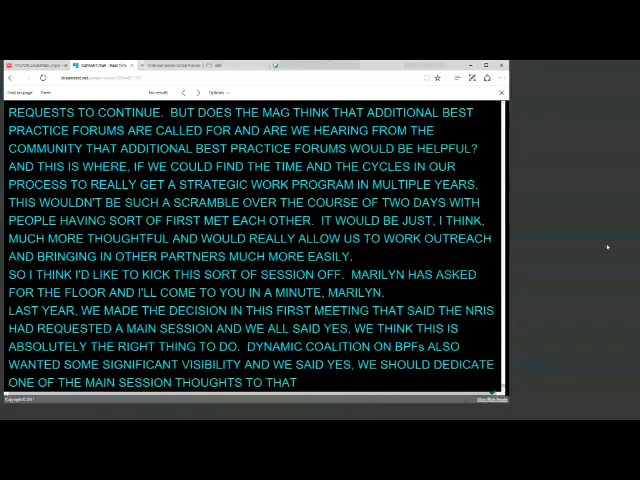 streamtext.net
Find on page
No results
Options
REQUESTS TO CONTINUE. BUT DOES THE MAG THINK THAT ADDITIONAL BEST
PRACTICE FORUMS ARE CALLED FOR AND ARE WE HEARING FROM THE
COMMUNITY THAT ADDITIONAL BEST PRACTICE FORUMS WOULD BE HELPFUL?
AND THIS IS WHERE, IF WE COULD FIND THE TIME AND THE CYCLES IN OUR
PROCESS TO REALLY GET A STRATEGIC WORK PROGRAM IN MULTIPLE YEARS,
THIS WOULDN'T BE SUCH A SCRAMBLE OVER THE COURSE OF TWO DAYS WITH
PEOPLE HAVING SORT OF FIRST MET EACH OTHER. IT WOULD BE JUST, I THINK,
MUCH MORE THOUGHTFUL AND WOULD REALLY ALLOW US TO WORK OUTREACH
AND BRINGING IN OTHER PARTNERS MUCH MORE EASILY.
SO I THINK I'D LIKE TO KICK THIS SORT OF SESSION OFF. MARILYN HAS ASKED
FOR THE FLOOR AND I'LL COME TO YOU IN A MINUTE, MARILYN.
LAST YEAR, WE MADE THE DECISION IN THIS FIRST MEETING THAT SAID THE NRIS
HAD REQUESTED A MAIN SESSION AND WE ALL SAID YES, WE THINK THIS IS
ABSOLUTELY THE RIGHT THING TO DO. DYNAMIC COALITION ON BPFs ALSO
WANTED SOME SIGNIFICANT VISIBILITY AND WE SAID YES, WE SHOULD DEDICATE
ONE OF THE MAIN SESSION THOUGHTS TO THAT